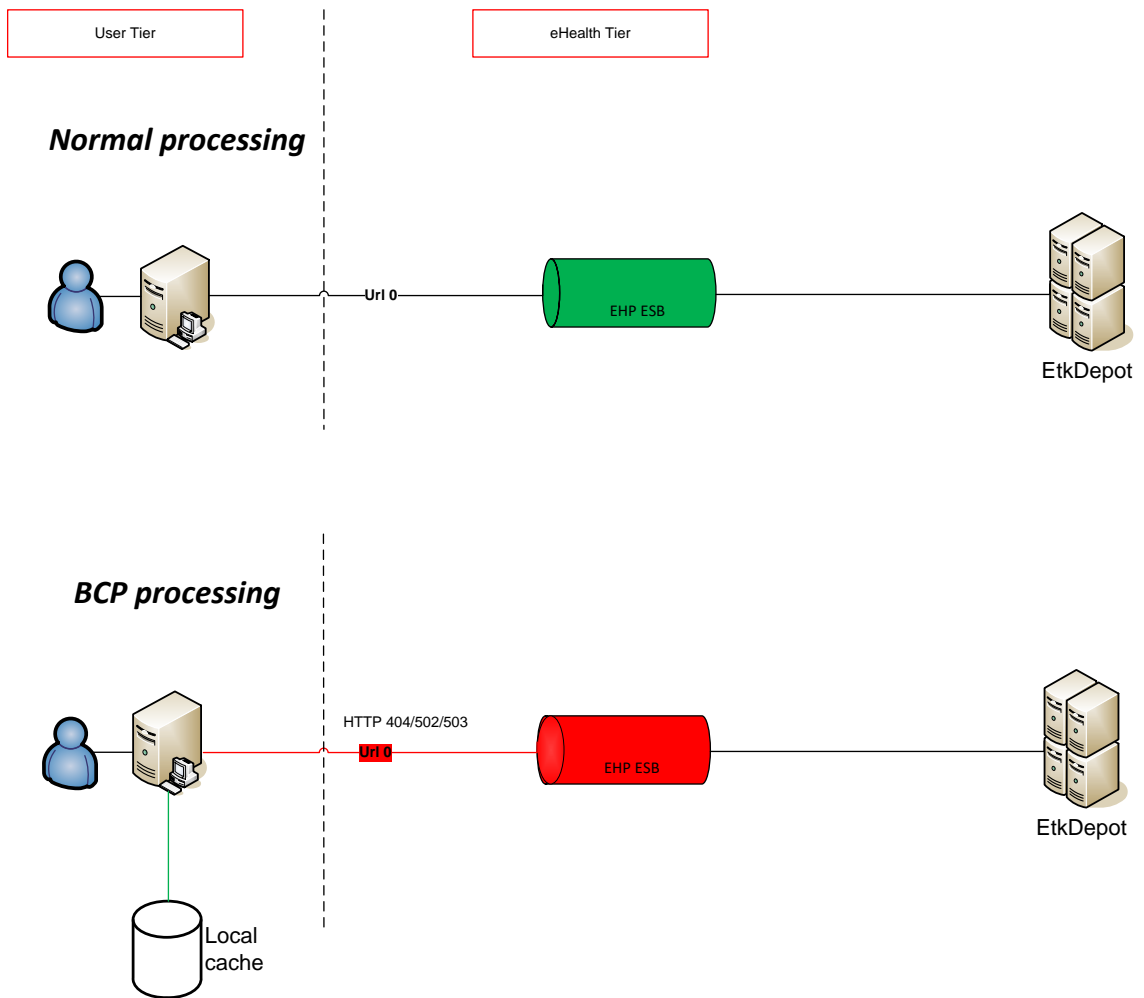 User Tier
eHealth Tier
Normal processing
Url 0
EHP ESB
EtkDepot
BCP processing
HTTP 404/502/503
Url 0
EHP ESB
EtkDepot
Local
cache